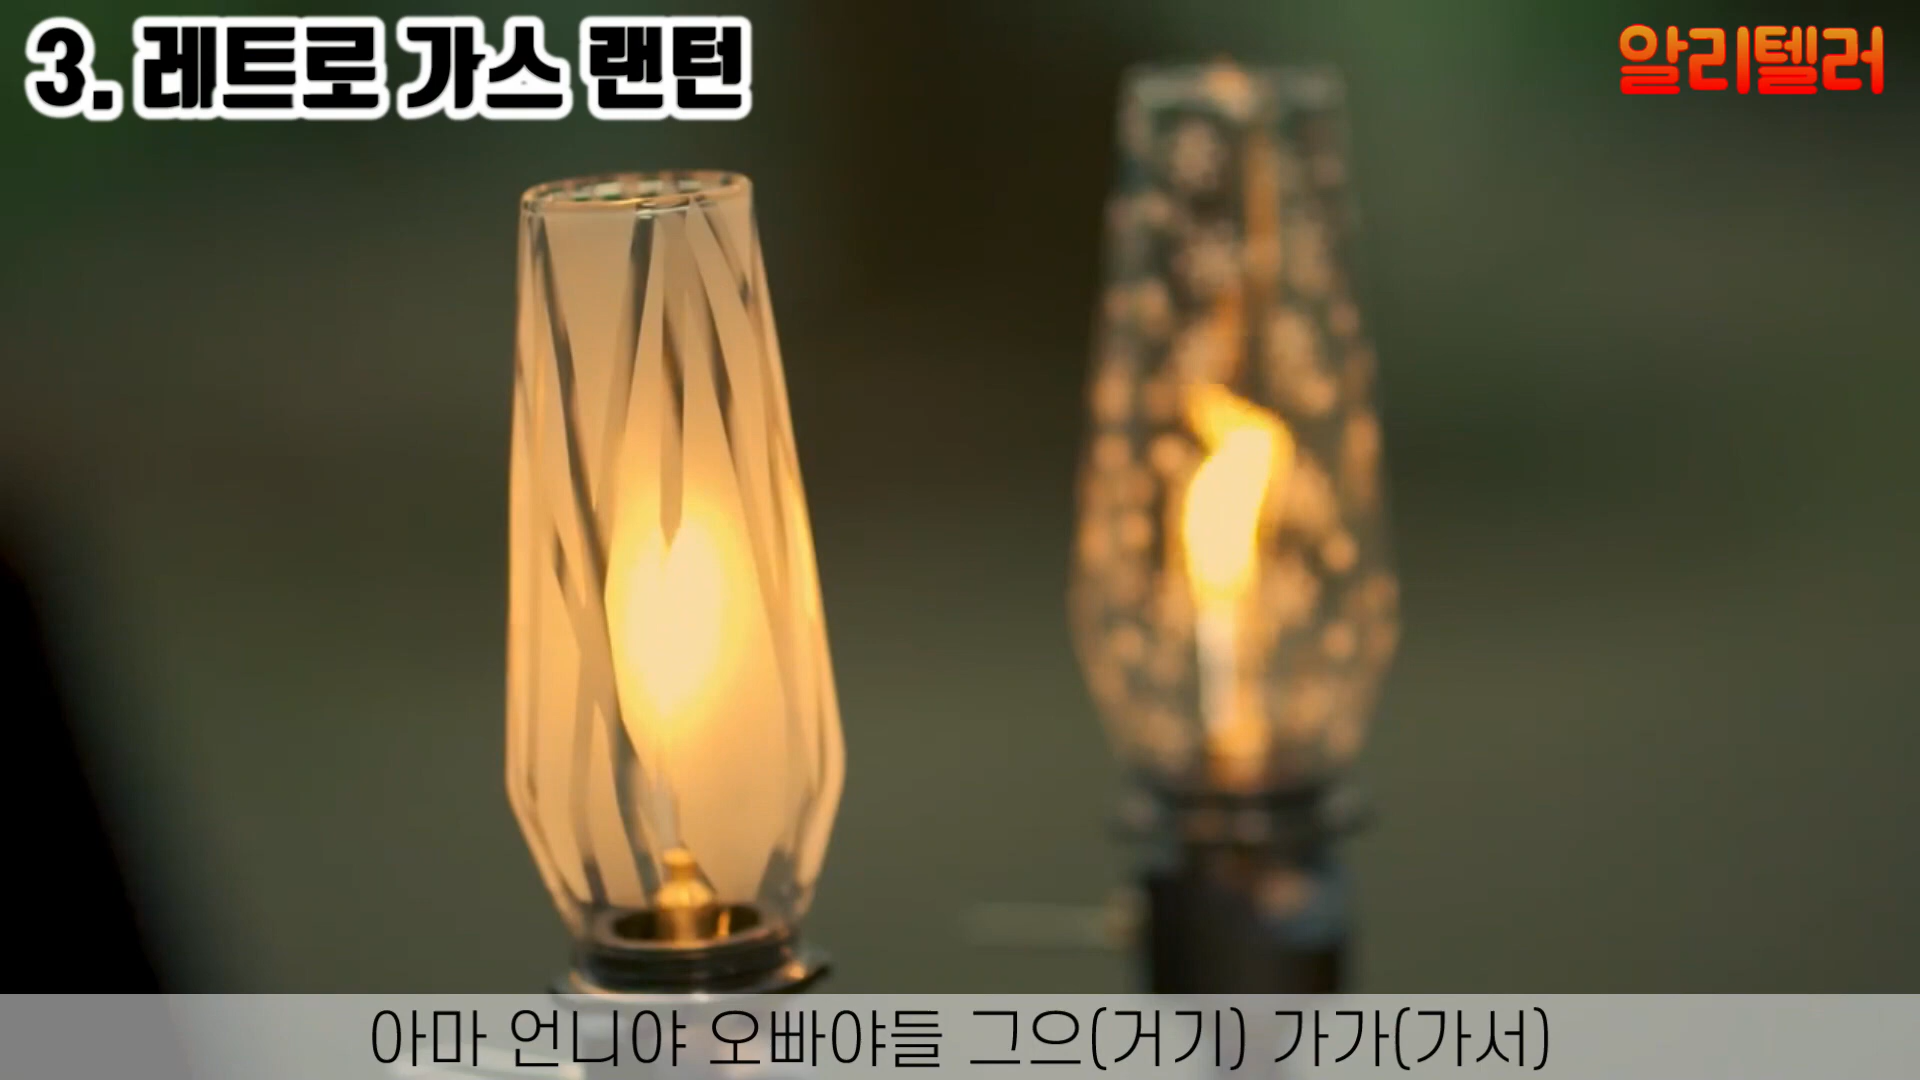 3. 레트로 가스 랜턴
알리텔러
아마 언니야 오빠야들 그으(거기) 가가(가서)